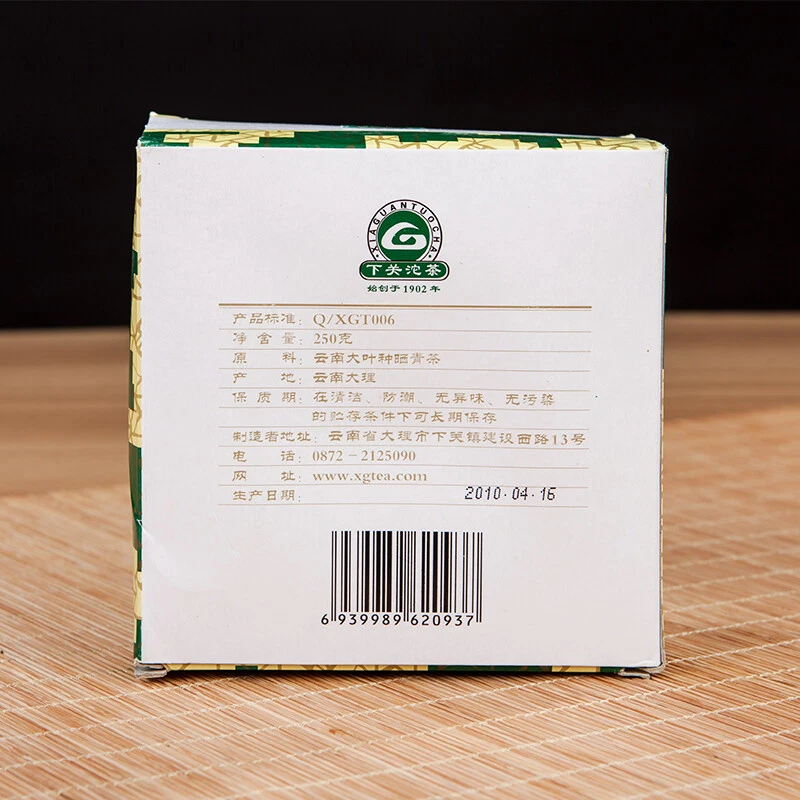 XIAGUANTUOCHA
下关沱茶
始创于1902年
产品标准: Q/XGT006
净含量: 250克
原料: 云南大叶种晒青茶
产地: 云南大理
保质期: 在清洁、防潮、无异味、无污染
的贮存条件下可长期保存
制造者地址: 云南省大理市下关镇建设西路13号
电话: 0872-2125090
网址: www.xgtea.com
生产日期: 2010.04.16
6 939989 620937